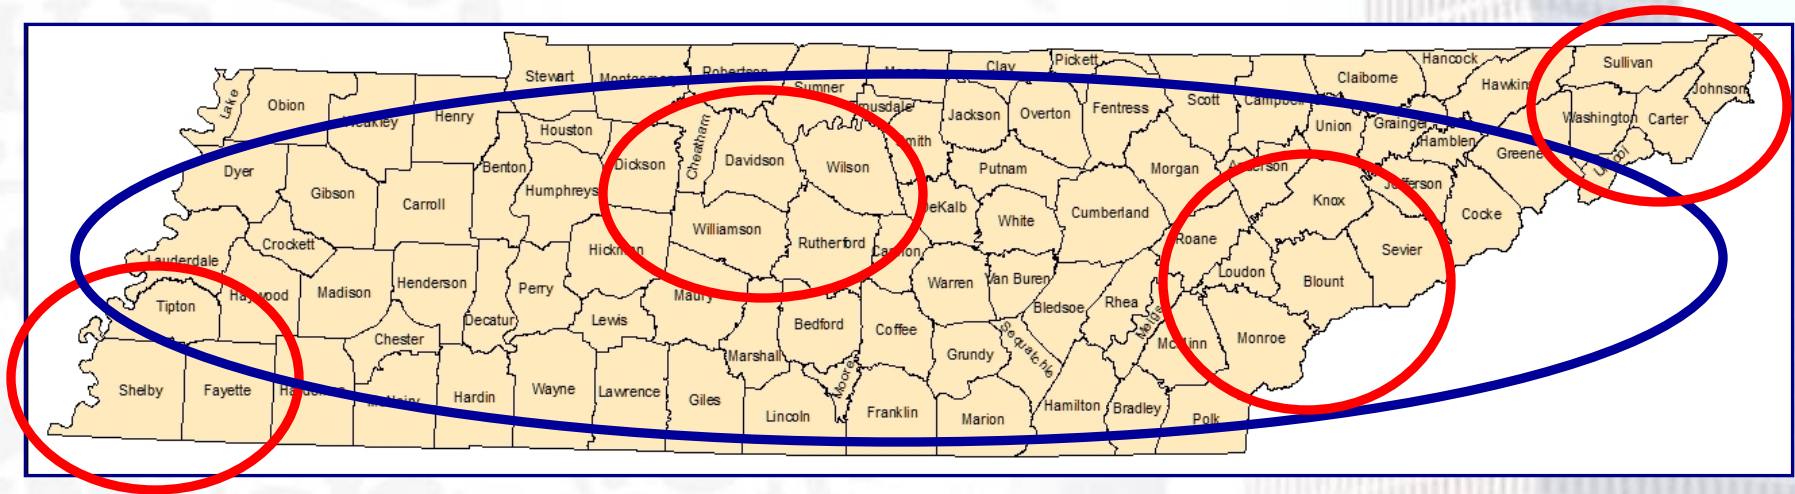 Stewart
Montgomery
Robertson
Sumner
Macon
Clay
Pickett
Claiborne
Hancock
Hawkins
Sullivan
Johnson
Lake
Obion
Weakley
Henry
Houston
Cheatham
Trousdale
Jackson
Overton
Fentress
Scott
Campbell
Union
Grainger
Hamblen
Greene
Washington
Carter
Unicoi
Dyer
Gibson
Carroll
Benton
Humphreys
Dickson
Davidson
Wilson
Smith
Putnam
Morgan
Anderson
Knox
Jefferson
Cocke
Lauderdale
Crockett
Hickman
Williamson
Rutherford
Cannon
DeKalb
White
Cumberland
Roane
Loudon
Blount
Sevier
Tipton
Haywood
Madison
Henderson
Decatur
Perry
Lewis
Maury
Bedford
Coffee
Warren
Van Buren
Bledsoe
Rhea
Meigs
McMinn
Monroe
Chester
Marshall
Moore
Grundy
Sequatchie
Shelby
Fayette
Hardeman
McNairy
Hardin
Wayne
Lawrence
Giles
Lincoln
Franklin
Marion
Hamilton
Bradley
Polk